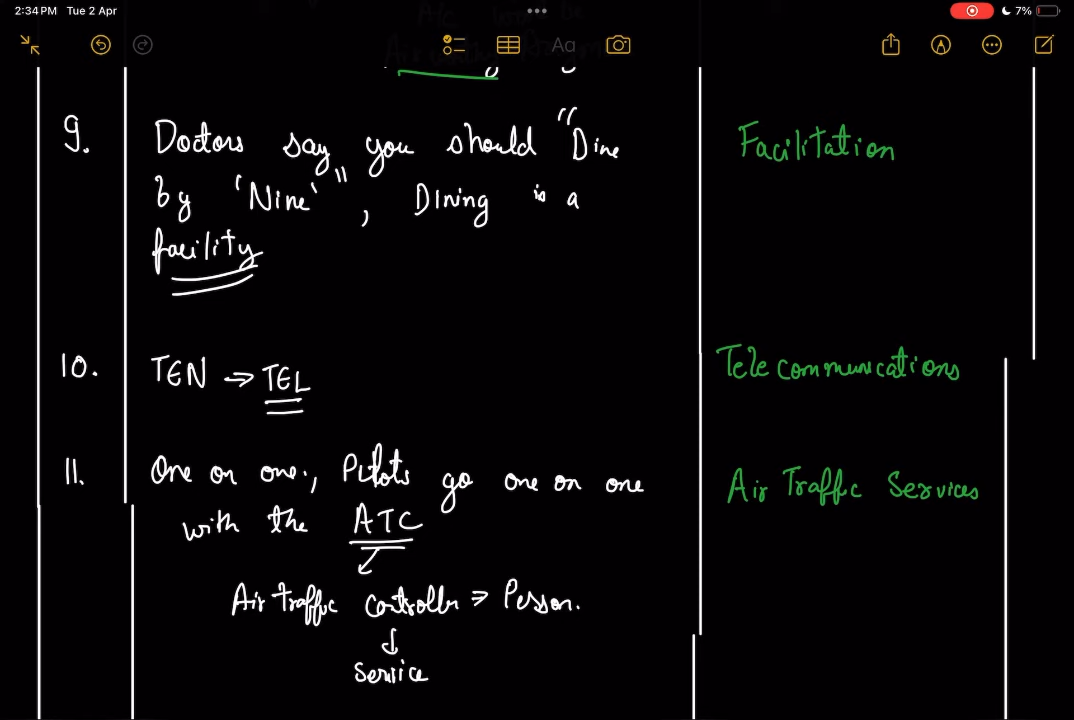 2:34 PM Tue 2 Apr
7%
Aa
9. Doctors say you should "Dine Facilitation
by 'Nine'", Dining is a
facility
10. TEN → TEL Telecommunications
11. One on one., Pilots go one on one Air Traffic Services
with the ATC
Air traffic controller => Person.
Service